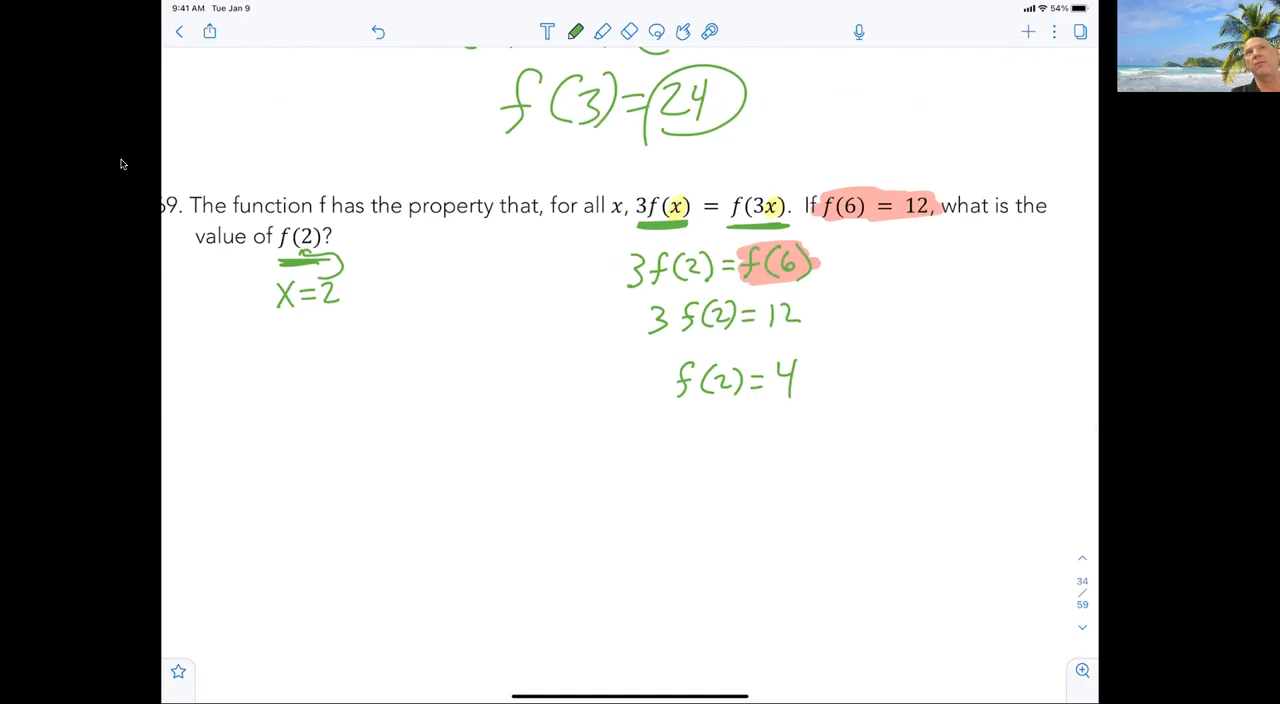 9:41 AM Tue Jan 9
54%
f(3)=24
69. The function f has the property that, for all x, 3f(x) = f(3x). If f(6) = 12, what is the
value of f(2)?
x=2
3f(2)=f(6)
3 f(2)=12
f(2)=4
34
/
59